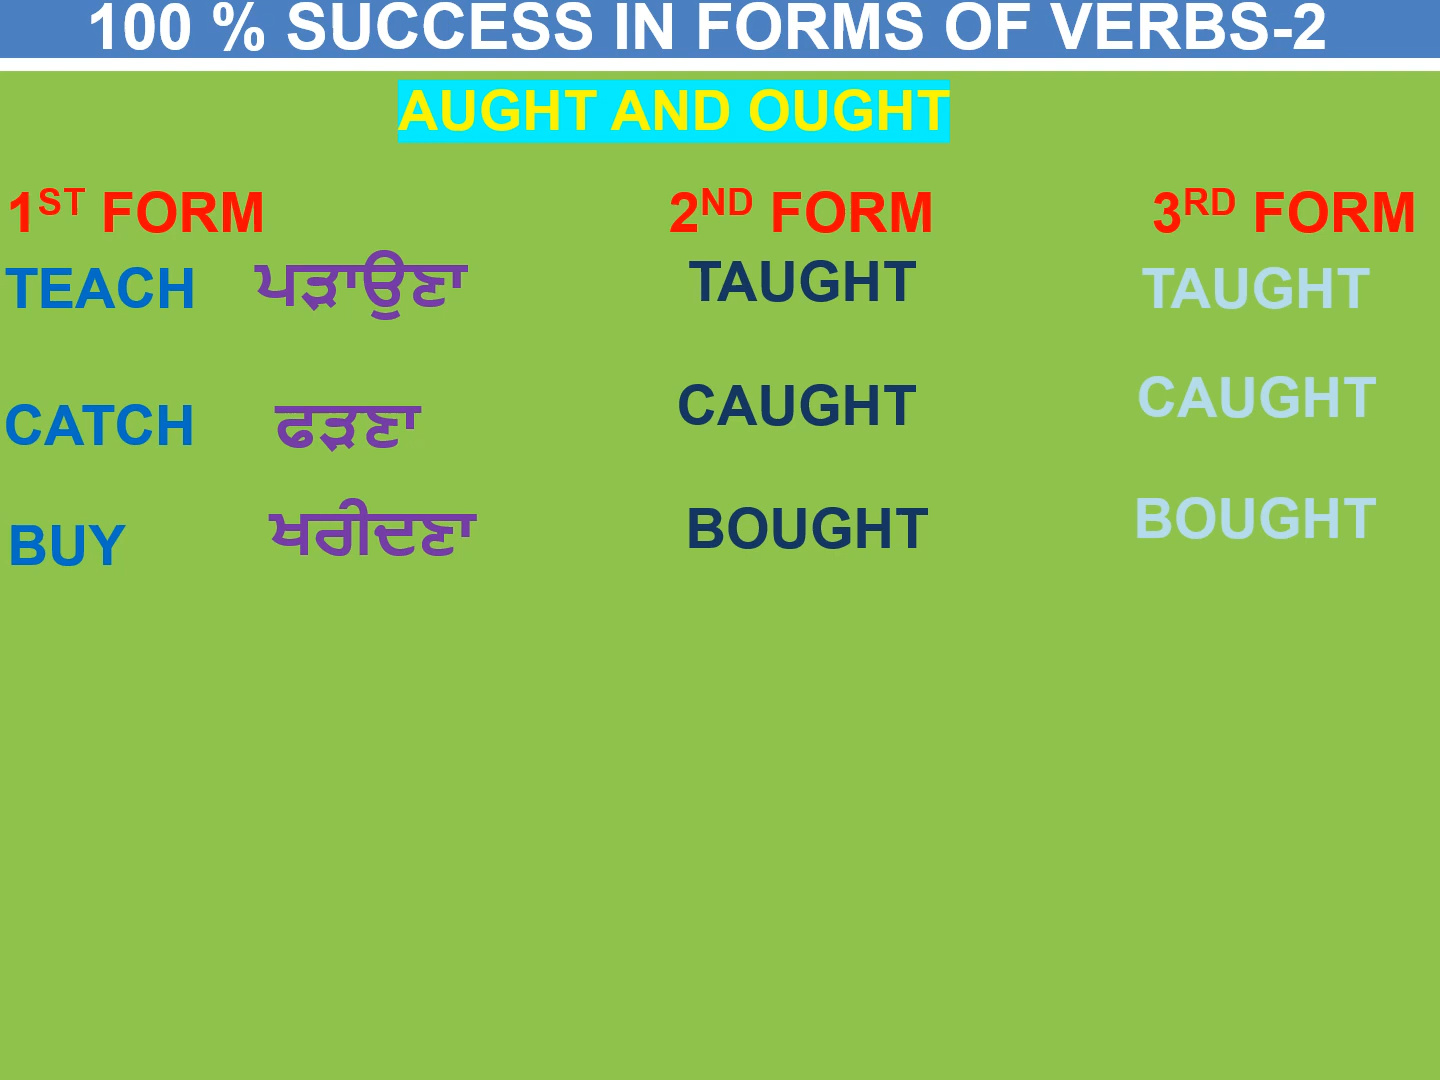 100 % SUCCESS IN FORMS OF VERBS-2
AUGHT AND OUGHT
1ST FORM 2ND FORM 3RD FORM
TEACH ਪੜਾਉਣਾ TAUGHT TAUGHT
CATCH ਫੜਣਾ CAUGHT CAUGHT
BUY ਖਰੀਦਣਾ BOUGHT BOUGHT